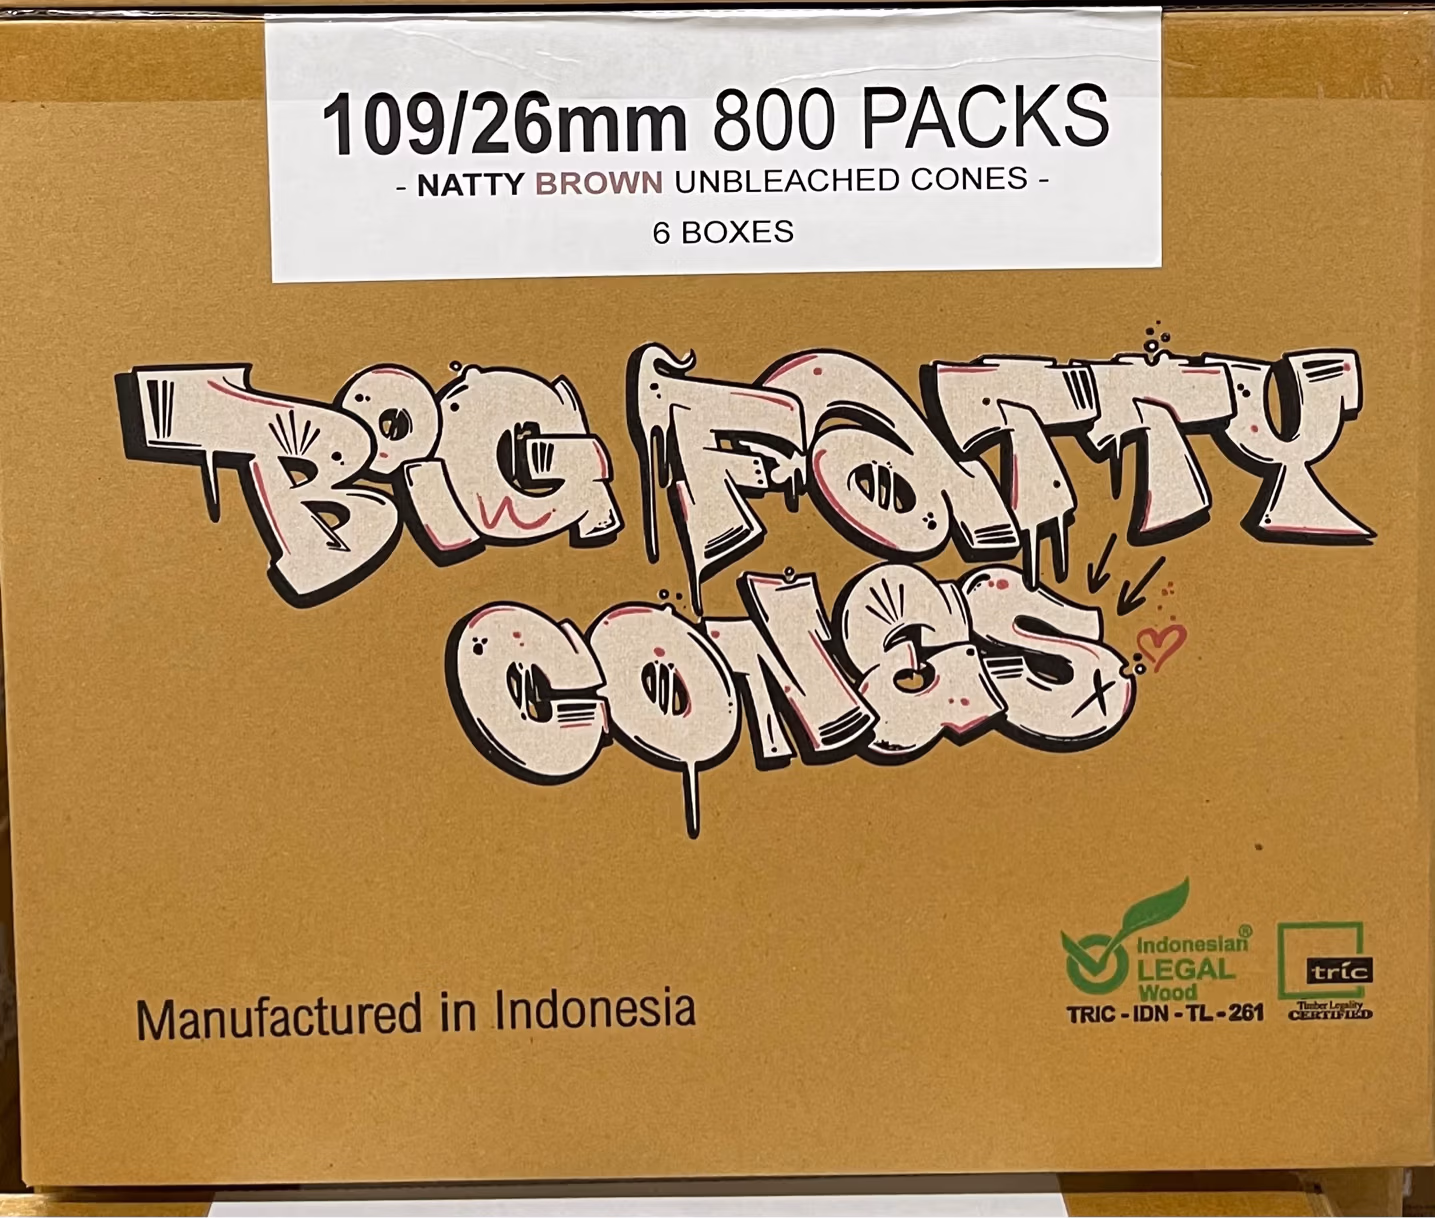 109/26mm 800 PACKS
- NATTY BROWN UNBLEACHED CONES -
6 BOXES
BiG FATTY
CONES
Manufactured in Indonesia
Indonesian®
LEGAL
Wood
TRIC - IDN - TL - 261
tric
Timber Legality
CERTIFIED